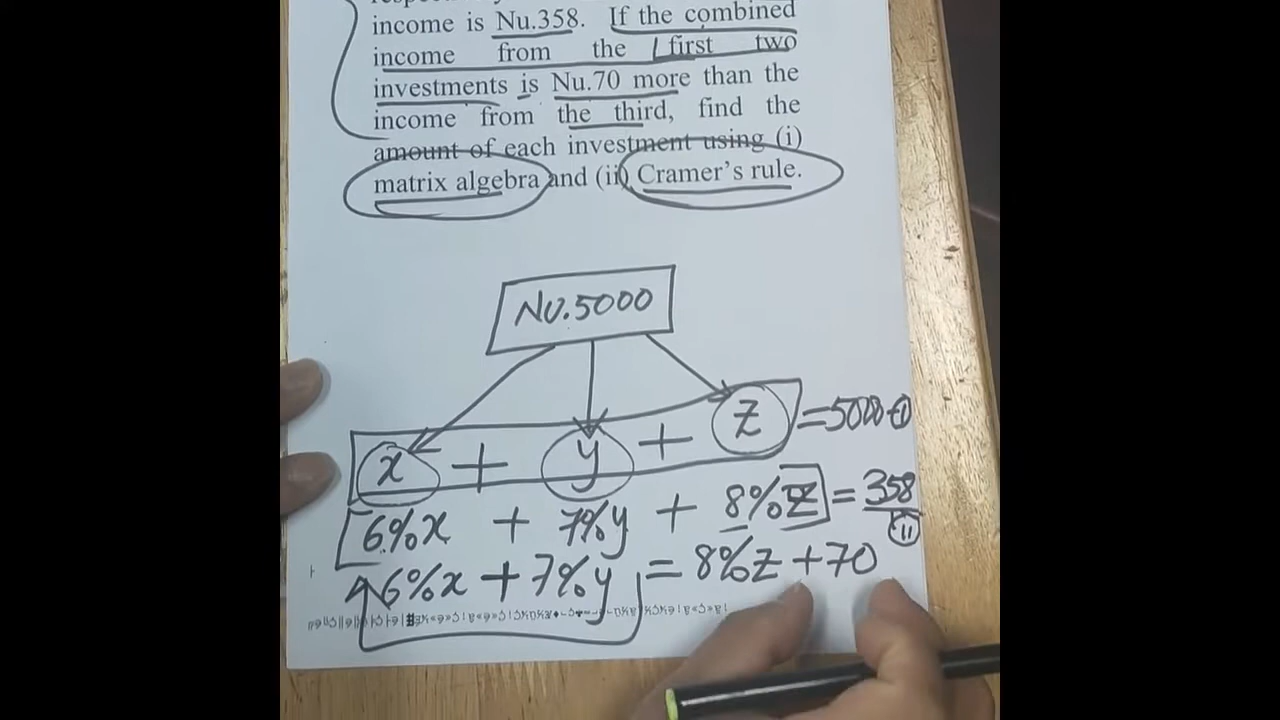 income is Nu.358. If the combined
income from the first two
investments is Nu.70 more than the
income from the third, find the
amount of each investment using (i)
matrix algebra and (ii) Cramer's rule.
NU.5000
x + y + z =5000-(i)
6%x + 7%y + 8%z = 358
(ii)
6%x + 7%y = 8%z + 70